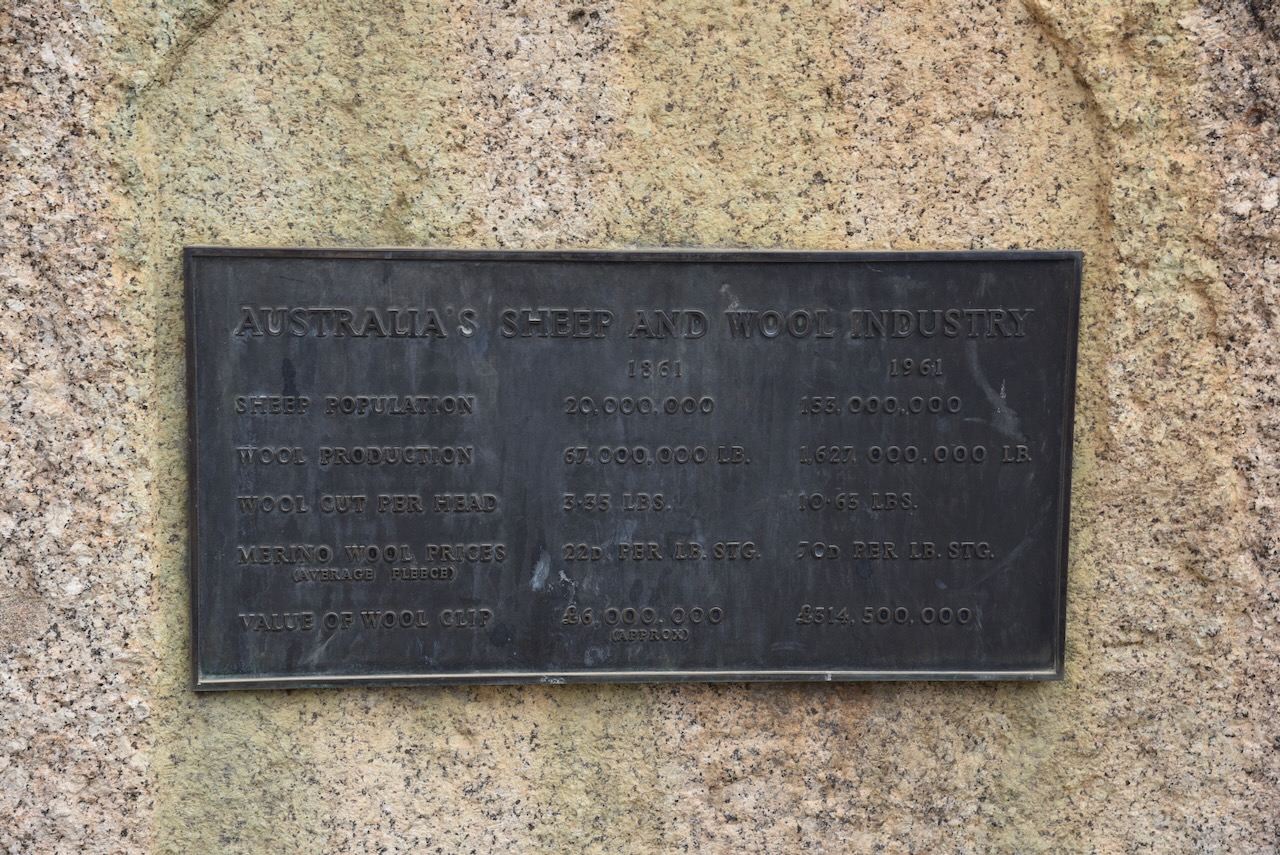 AUSTRALIA'S SHEEP AND WOOL INDUSTRY
1861 1961
SHEEP POPULATION 20,000,000 153,000,000
WOOL PRODUCTION 67,000,000 LB. 1,627,000,000 LB
WOOL CUT PER HEAD 3·35 LBS. 10·63 LBS.
MERINO WOOL PRICES 22D. PER LB. STG. 50D PER LB. STG.
(AVERAGE FLEECE)
VALUE OF WOOL CLIP £6,000,000 £314,500,000
(APPROX)